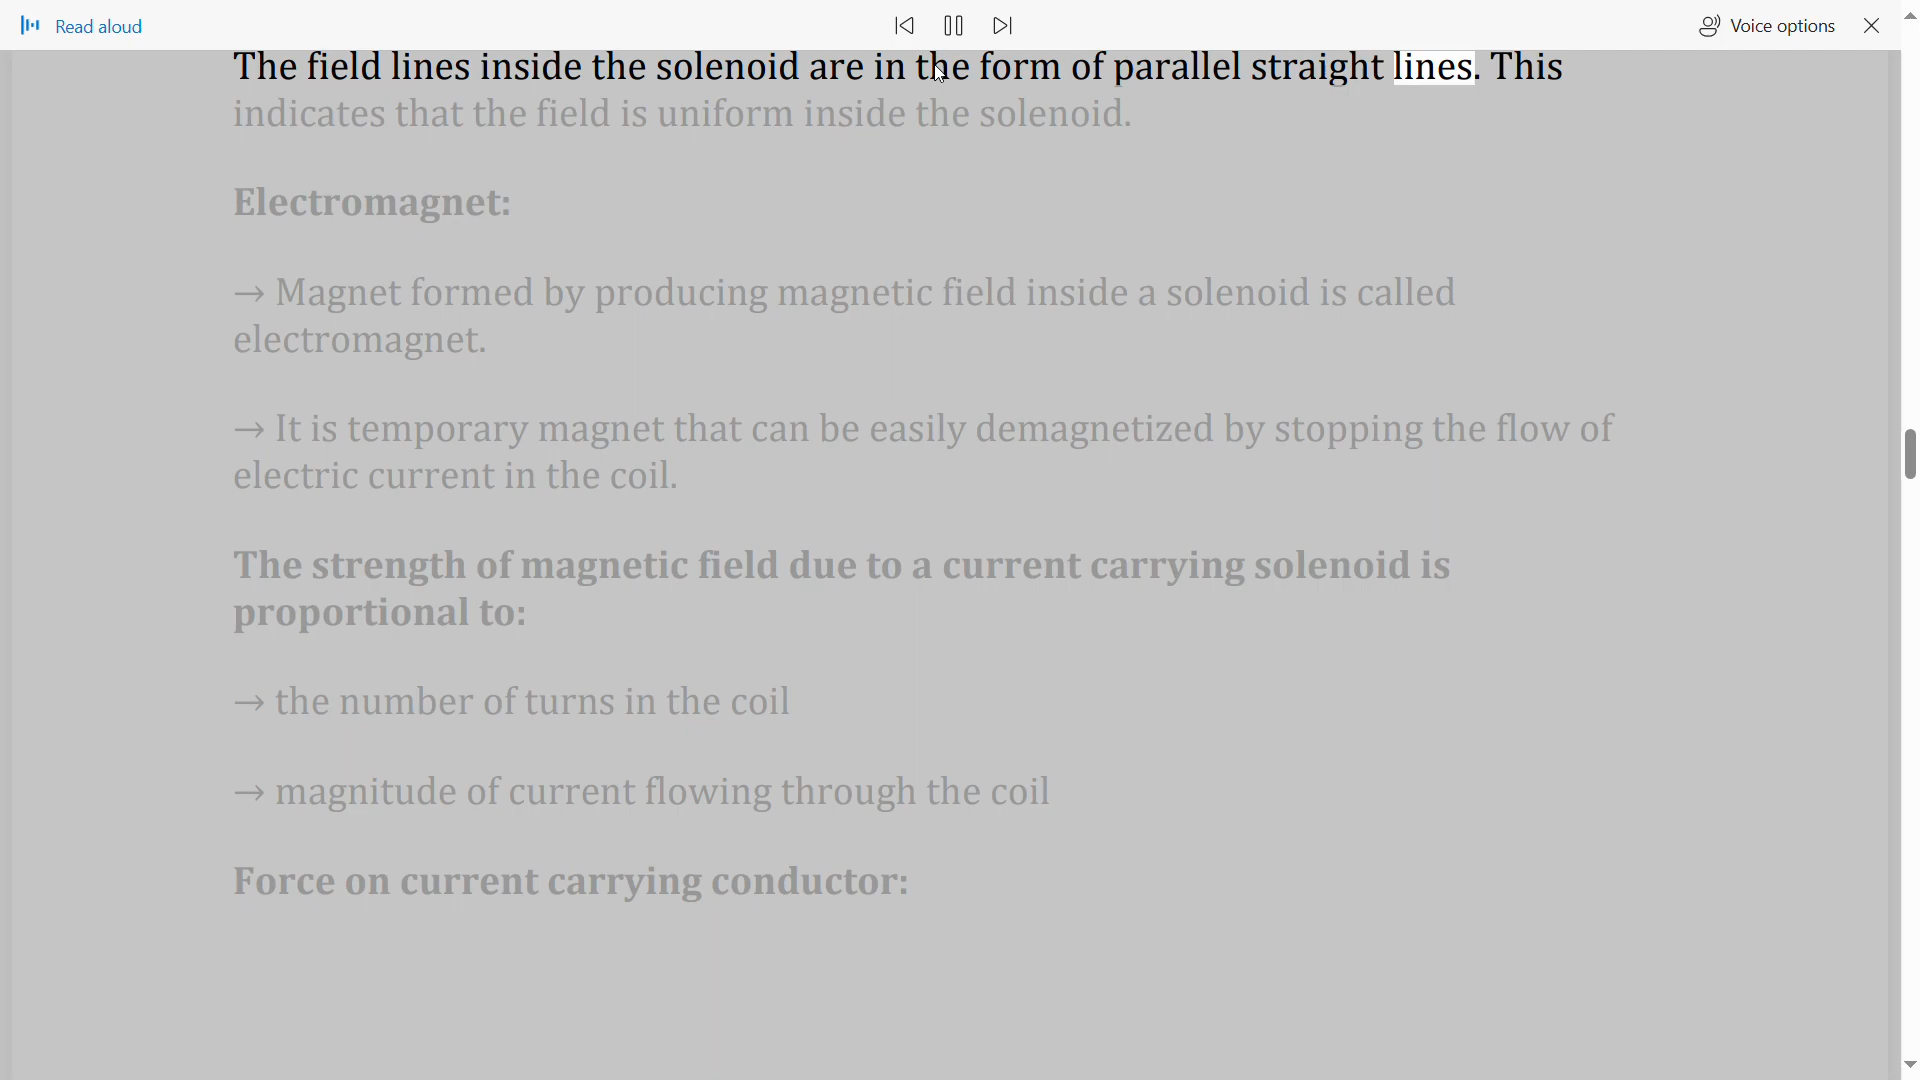 Read aloud
Voice options
The field lines inside the solenoid are in the form of parallel straight lines. This
indicates that the field is uniform inside the solenoid.
Electromagnet:
→ Magnet formed by producing magnetic field inside a solenoid is called
electromagnet.
→ It is temporary magnet that can be easily demagnetized by stopping the flow of
electric current in the coil.
The strength of magnetic field due to a current carrying solenoid is
proportional to:
→ the number of turns in the coil
→ magnitude of current flowing through the coil
Force on current carrying conductor: